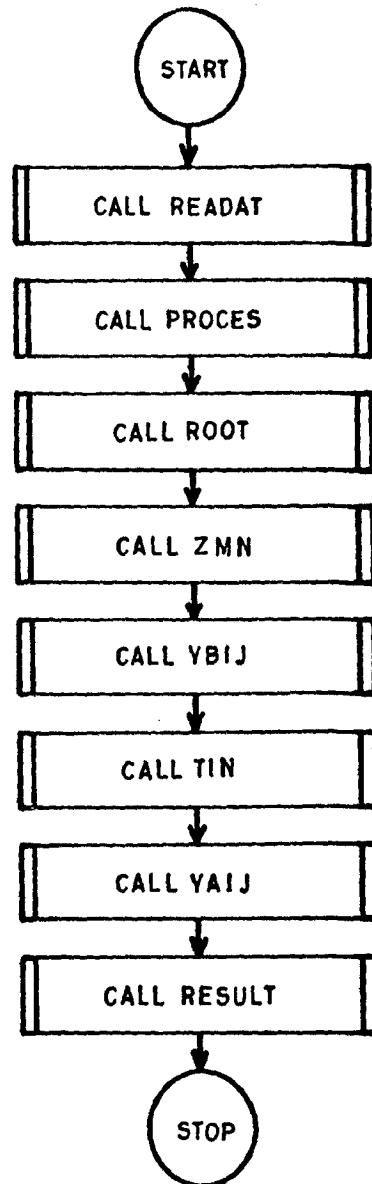 START
CALL READAT
CALL PROCES
CALL ROOT
CALL ZMN
CALL YBIJ
CALL TIN
CALL YAIJ
CALL RESULT
STOP